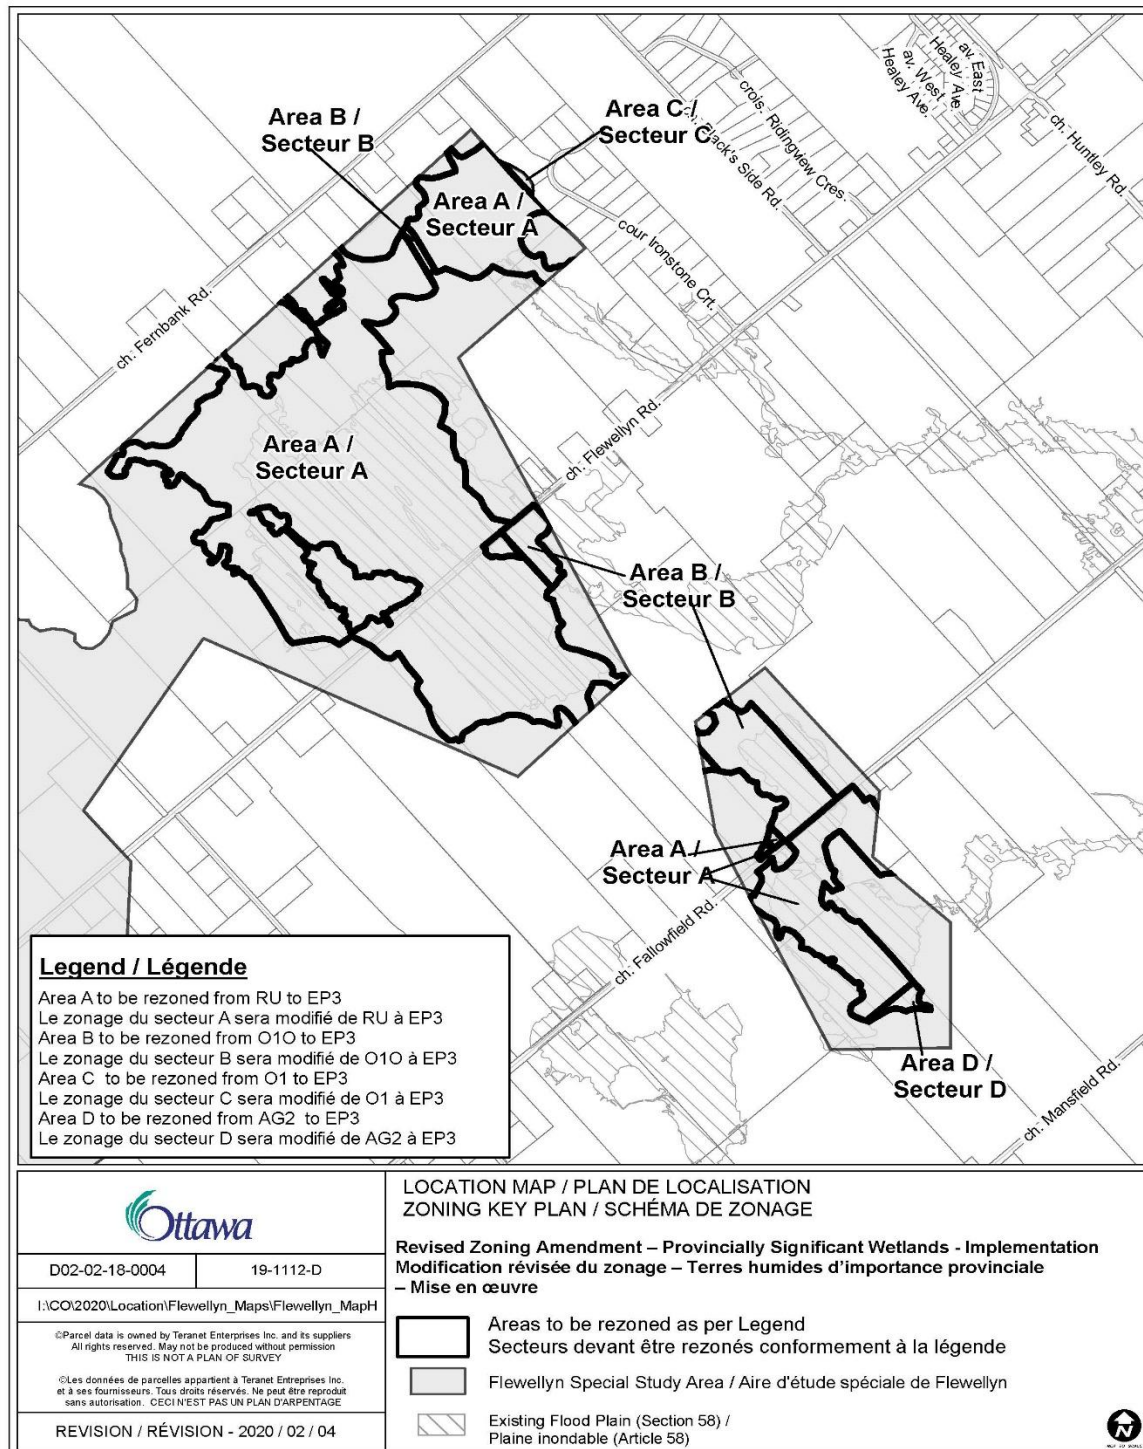 Area B /
Secteur B
Area C /
Secteur C
Area A /
Secteur A
crois. Ridingview Cres.
ch. Black's Side Rd.
av. East
Healey Ave.
av. West
Healey Ave.
ch. Huntley Rd.
cour Ironstone Crt.
ch. Fernbank Rd.
ch. Flewellyn Rd.
Area A /
Secteur A
Area B /
Secteur B
Area A /
Secteur A
ch. Fallowfield Rd.
Area D /
Secteur D
ch. Mansfield Rd.
Legend / Légende
Area A to be rezoned from RU to EP3
Le zonage du secteur A sera modifié de RU à EP3
Area B to be rezoned from O1O to EP3
Le zonage du secteur B sera modifié de O1O à EP3
Area C to be rezoned from O1 to EP3
Le zonage du secteur C sera modifié de O1 à EP3
Area D to be rezoned from AG2 to EP3
Le zonage du secteur D sera modifié de AG2 à EP3
Ottawa
D02-02-18-0004
19-1112-D
I:\CO\2020\Location\Flewellyn_Maps\Flewellyn_MapH
©Parcel data is owned by Teranet Enterprises Inc. and its suppliers
All rights reserved. May not be produced without permission
THIS IS NOT A PLAN OF SURVEY
©Les données de parcelles appartient à Teranet Enterprises Inc.
et à ses fournisseurs. Tous droits réservés. Ne peut être reproduit
sans autorisation. CECI N'EST PAS UN PLAN D'ARPENTAGE
REVISION / RÉVISION - 2020 / 02 / 04
LOCATION MAP / PLAN DE LOCALISATION
ZONING KEY PLAN / SCHÉMA DE ZONAGE
Revised Zoning Amendment – Provincially Significant Wetlands - Implementation
Modification révisée du zonage – Terres humides d'importance provinciale
– Mise en œuvre
Areas to be rezoned as per Legend
Secteurs devant être rezonés conformement à la légende
Flewellyn Special Study Area / Aire d'étude spéciale de Flewellyn
Existing Flood Plain (Section 58) /
Plaine inondable (Article 58)
N
NOT TO SCALE